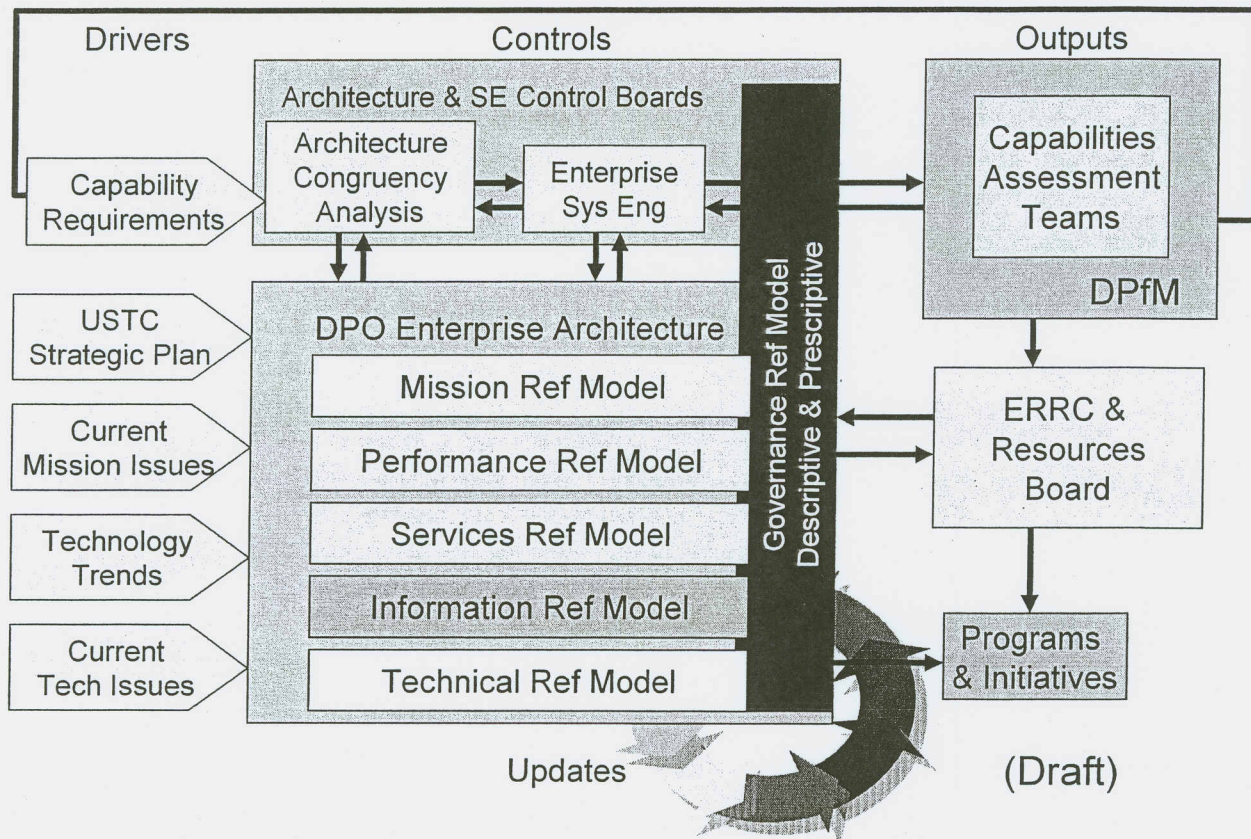 Drivers
Controls
Outputs
Architecture & SE Control Boards
Architecture
Congruency
Analysis
Enterprise
Sys Eng
Capabilities
Assessment
Teams
DPfM
Capability
Requirements
USTC
Strategic Plan
Current
Mission Issues
Technology
Trends
Current
Tech Issues
DPO Enterprise Architecture
Mission Ref Model
Performance Ref Model
Services Ref Model
Information Ref Model
Technical Ref Model
Governance Ref Model
Descriptive & Prescriptive
ERRC &
Resources
Board
Programs
& Initiatives
Updates
(Draft)